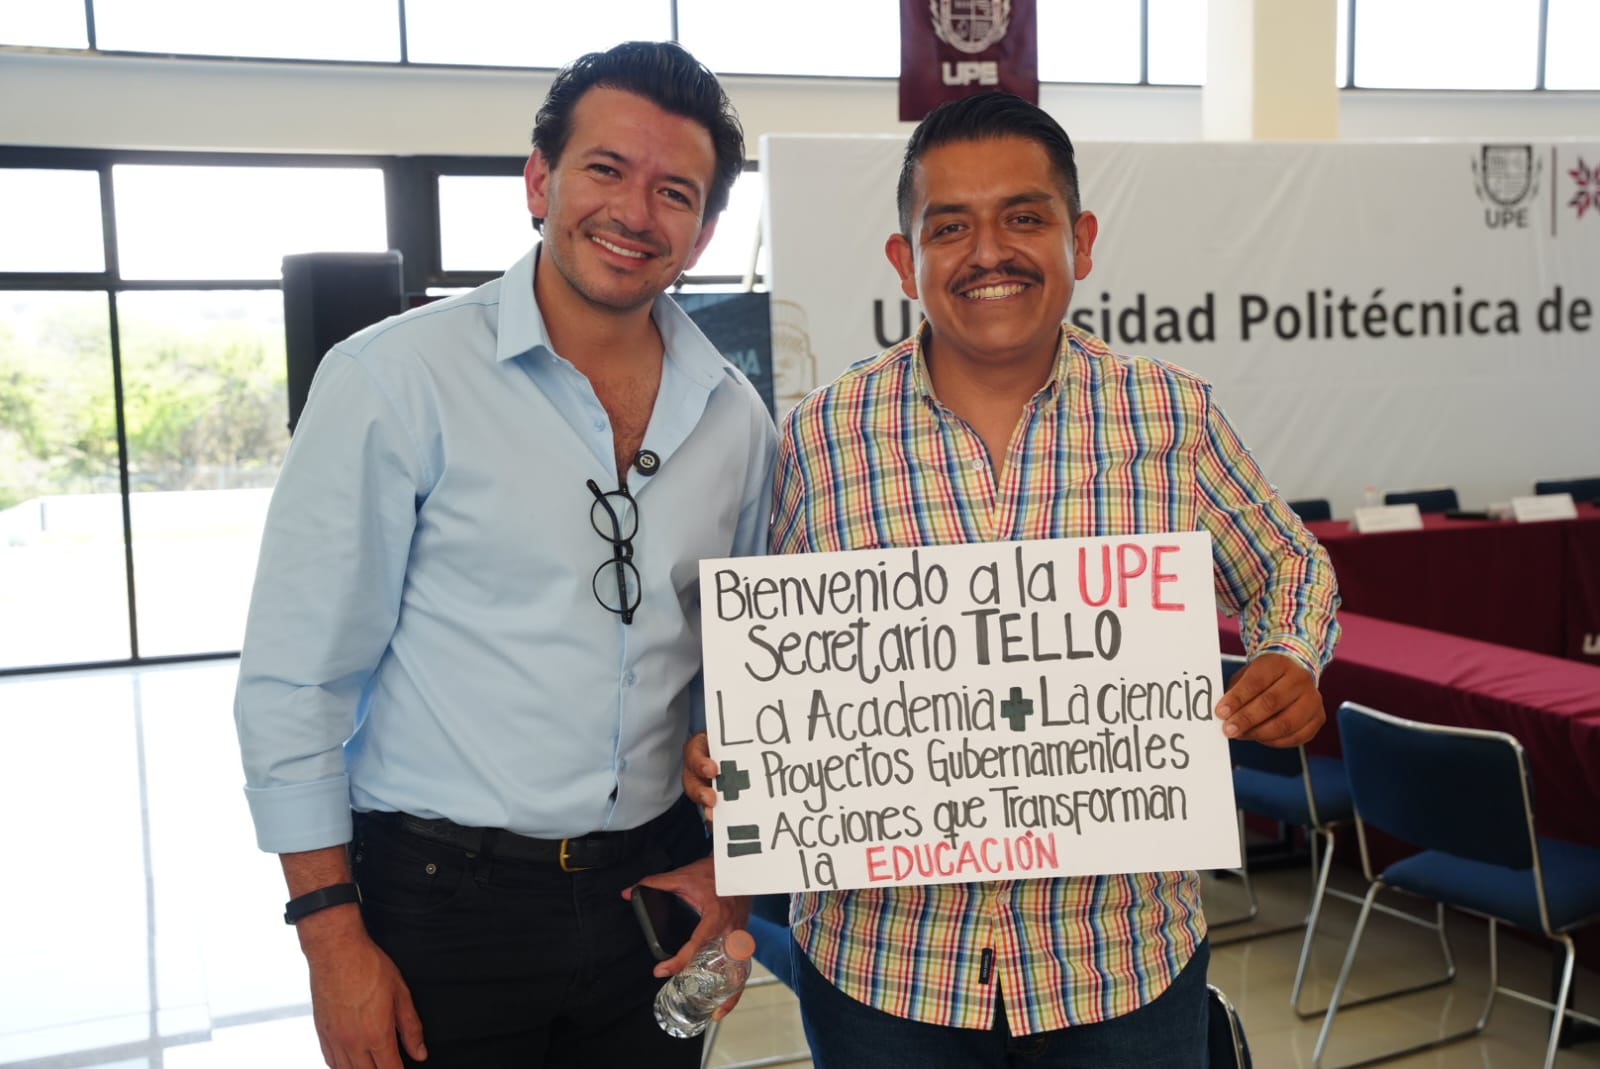 UPE
UPE
Universidad Politécnica de
Bienvenido a la UPE
Secretario TELLO
La Academia + La ciencia
+ Proyectos Gubernamentales
= Acciones que Transforman
la EDUCACIÓN